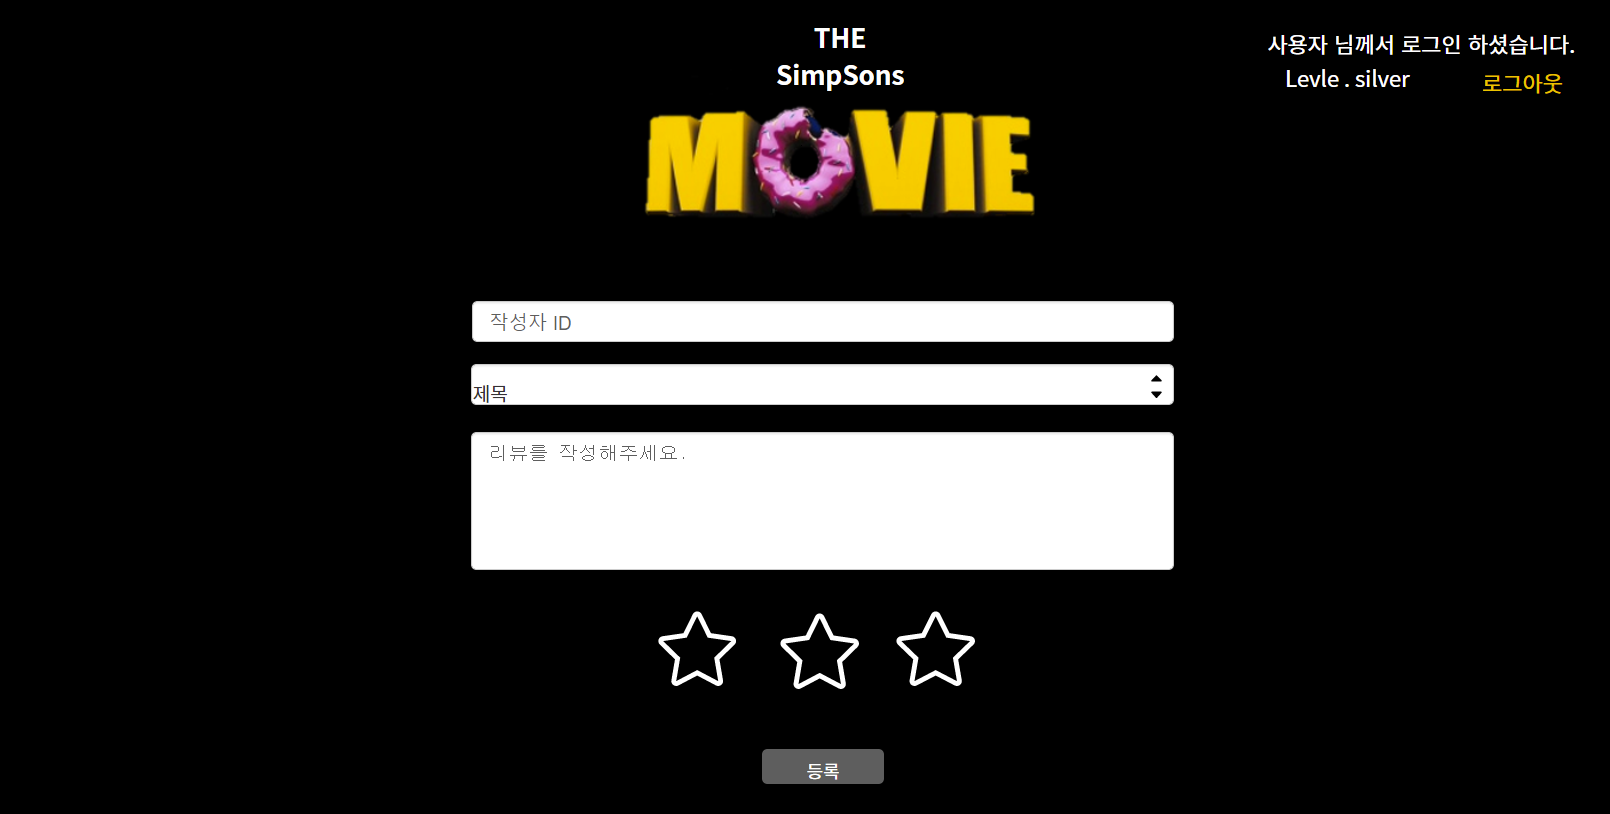 THE
SimpSons
MOVIE
사용자 님께서 로그인 하셨습니다.
Levle . silver
로그아웃
작성자 ID
제목
리뷰를 작성해주세요.
등록